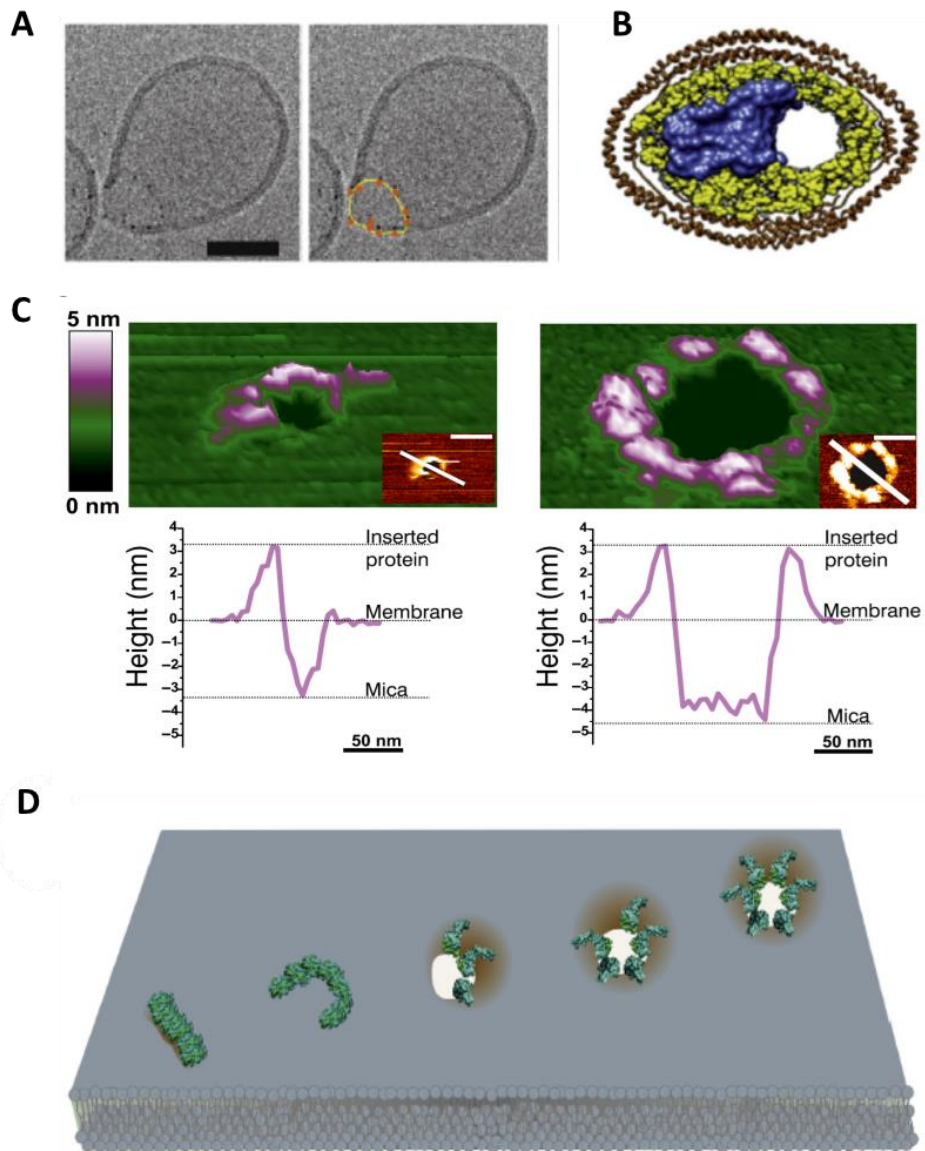 A
B
C
5 nm
0 nm
4
3
2
1
0
−1
−2
−3
−4
−5
Height (nm)
Inserted
protein
Membrane
Mica
50 nm
4
3
2
1
0
−1
−2
−3
−4
−5
Height (nm)
Inserted
protein
Membrane
Mica
50 nm
D